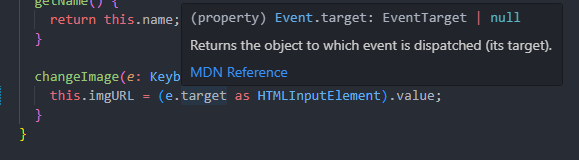 getName() {
return this.name;
}
(property) Event.target: EventTarget | null
Returns the object to which event is dispatched (its target).
MDN Reference
changeImage(e: Keyb
this.imgURL = (e.target as HTMLInputElement).value;
}
}